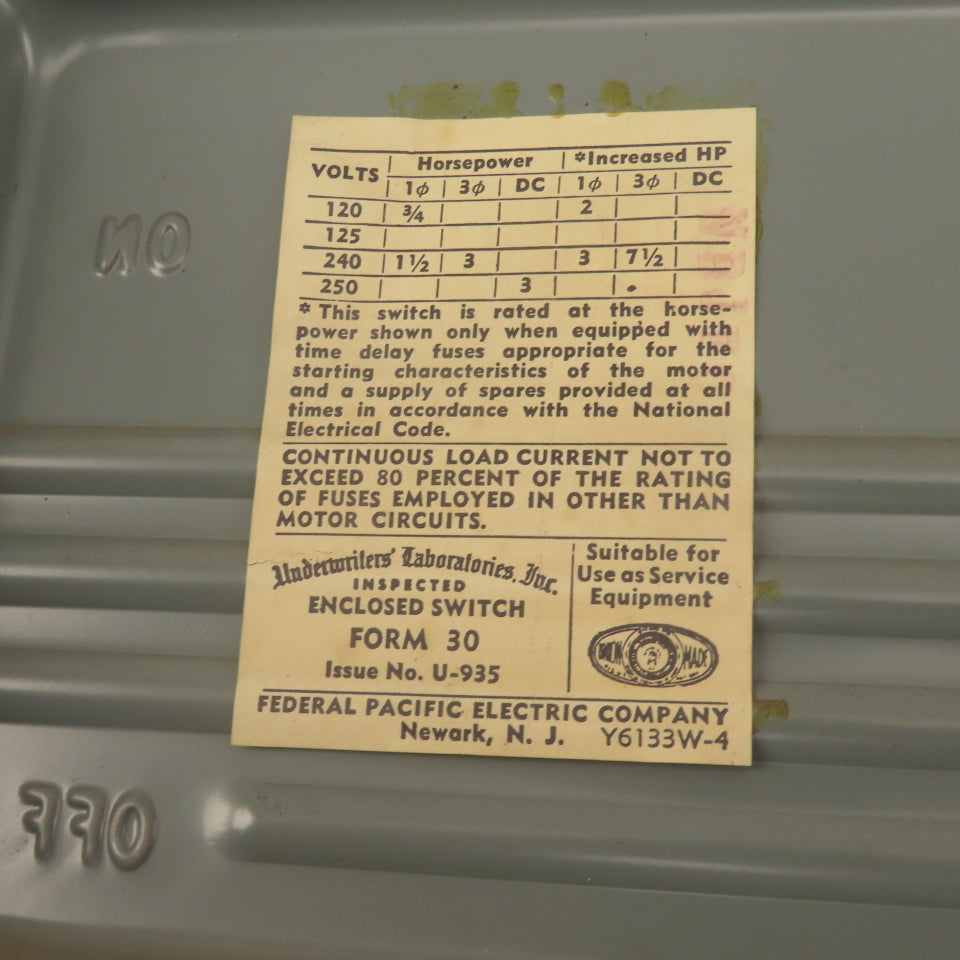 VOLTS | Horsepower | *Increased HP
1ϕ | 3ϕ | DC | 1ϕ | 3ϕ | DC
120 | ¾ | | | 2 | |
125 | | | | | |
240 | 1½ | 3 | | 3 | 7½ |
250 | | | 3 | | |
* This switch is rated at the horse-
power shown only when equipped with
time delay fuses appropriate for the
starting characteristics of the motor
and a supply of spares provided at all
times in accordance with the National
Electrical Code.
CONTINUOUS LOAD CURRENT NOT TO
EXCEED 80 PERCENT OF THE RATING
OF FUSES EMPLOYED IN OTHER THAN
MOTOR CIRCUITS.
Underwriters' Laboratories, Inc.
INSPECTED
ENCLOSED SWITCH
FORM 30
Issue No. U-935
Suitable for
Use as Service
Equipment
UNION MADE
FEDERAL PACIFIC ELECTRIC COMPANY
Newark, N. J. Y6133W-4
ON
OFF